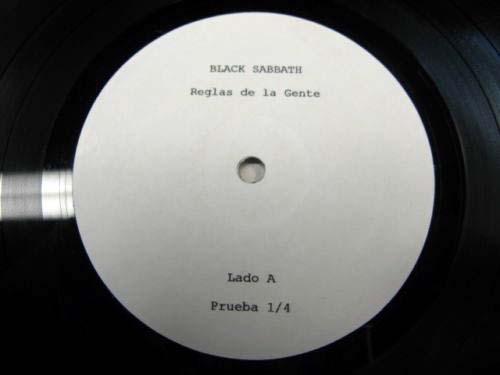 BLACK SABBATH
Reglas de la Gente
Lado A
Prueba 1/4